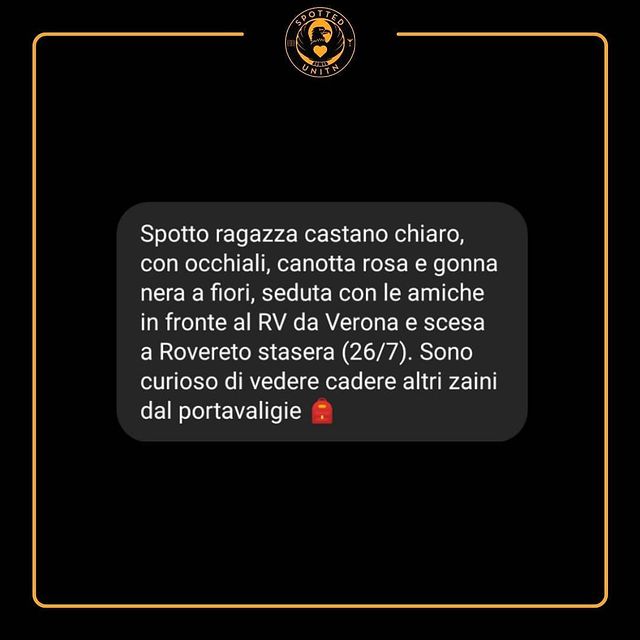 SPOTTED
UNITN
Spotto ragazza castano chiaro,
con occhiali, canotta rosa e gonna
nera a fiori, seduta con le amiche
in fronte al RV da Verona e scesa
a Rovereto stasera (26/7). Sono
curioso di vedere cadere altri zaini
dal portavaligie 🎒